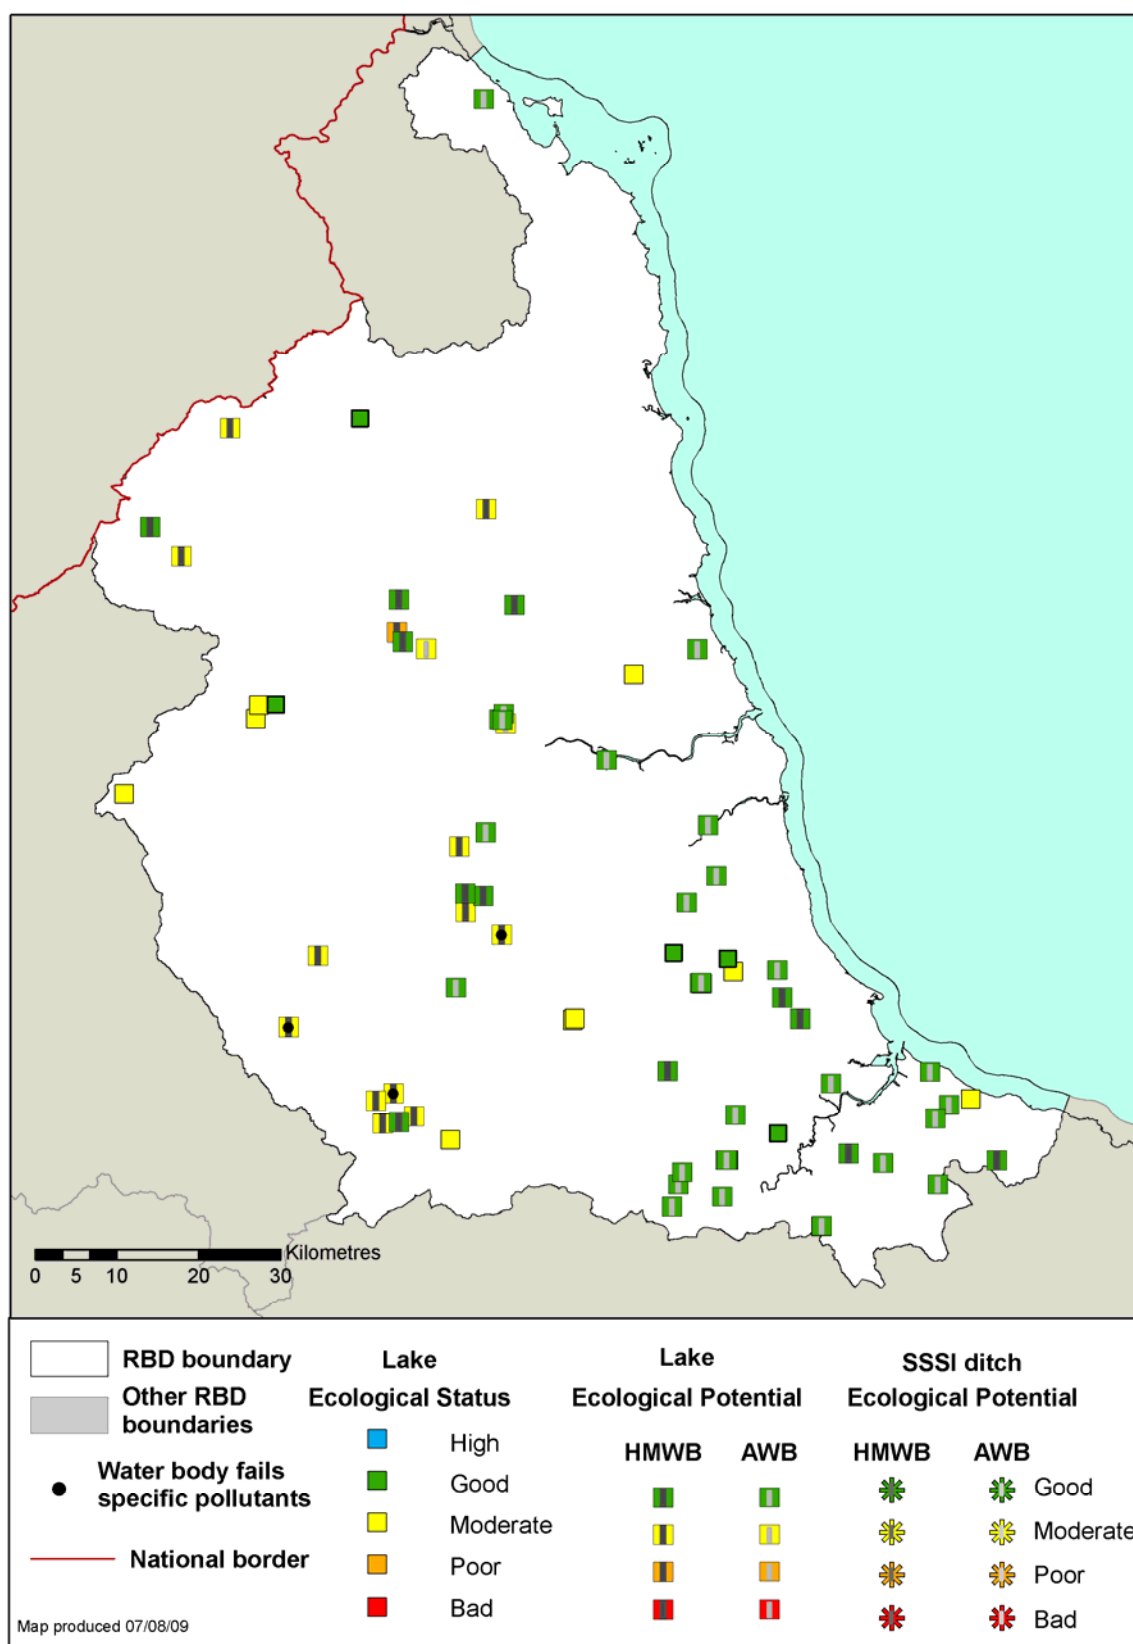 Kilometres
0 5 10 20 30
RBD boundary
Other RBD
boundaries
Water body fails
specific pollutants
National border
Map produced 07/08/09
Lake
Ecological Status
High
Good
Moderate
Poor
Bad
Lake
Ecological Potential
HMWB AWB
SSSI ditch
Ecological Potential
HMWB AWB
Good
Moderate
Poor
Bad